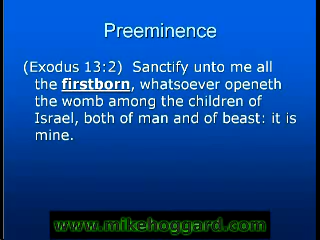 Preeminence
(Exodus 13:2)  Sanctify unto me all
the firstborn, whatsoever openeth
the womb among the children of
Israel, both of man and of beast: it is
mine.
www.mikehoggard.com